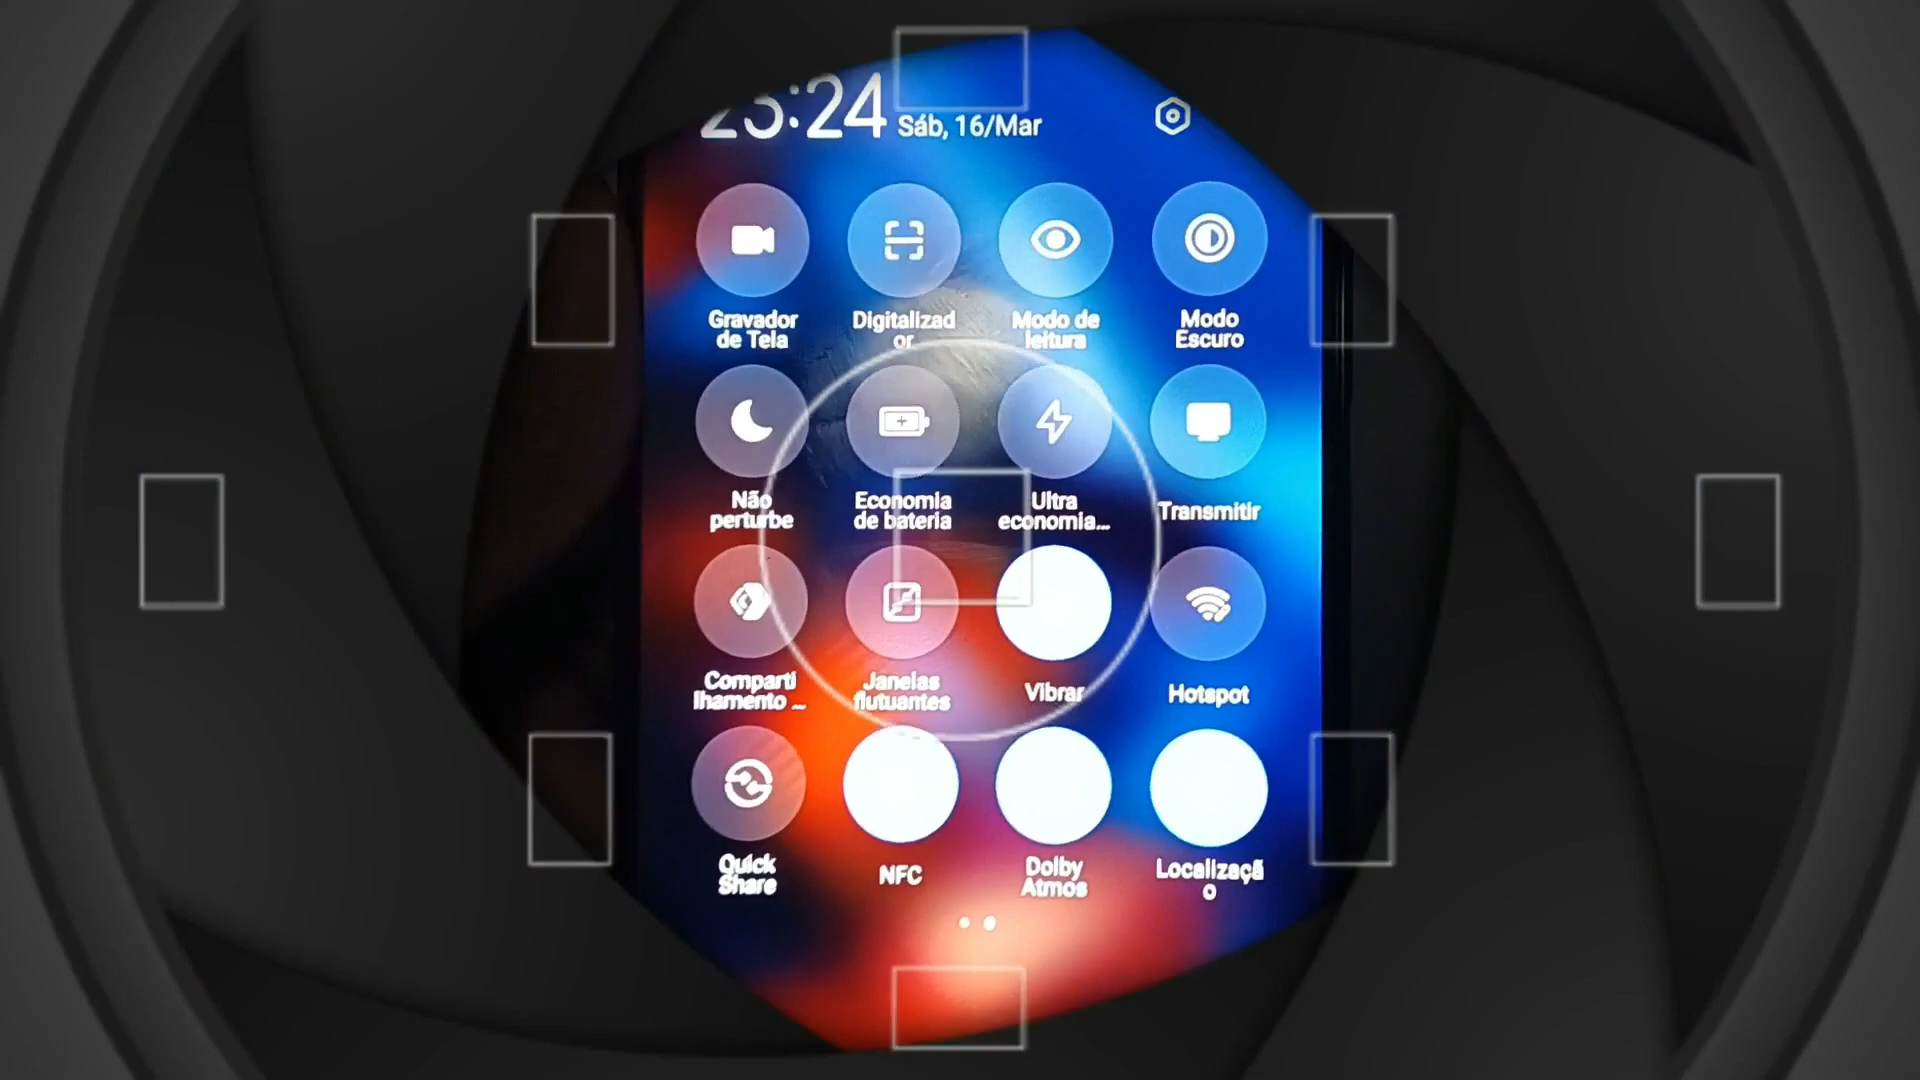 23:24 Sáb, 16/Mar
Gravador
de Tela
Digitalizad
or
Modo de
leitura
Modo
Escuro
Não
perturbe
Economia
de bateria
Ultra
economia...
Transmitir
Comparti
lhamento ...
Janelas
flutuantes
Vibrar
Hotspot
Quick
Share
NFC
Dolby
Atmos
Localizaçã
o